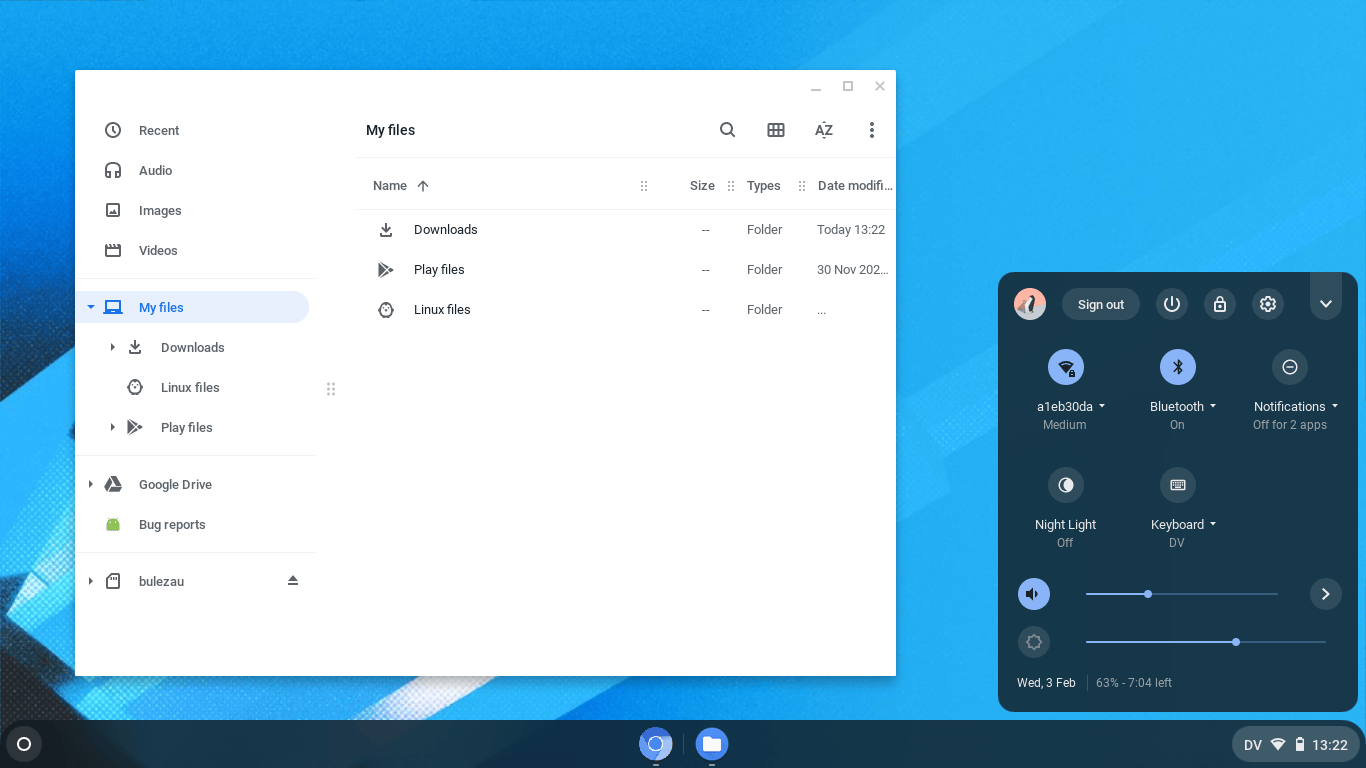 Recent
Audio
Images
Videos
My files
Downloads
Linux files
Play files
Google Drive
Bug reports
bulezau
My files
AZ
Name Size Types Date modifi...
Downloads -- Folder Today 13:22
Play files -- Folder 30 Nov 202...
Linux files -- Folder ...
Sign out
a1eb30da Bluetooth Notifications
Medium On Off for 2 apps
Night Light Keyboard
Off DV
Wed, 3 Feb 63% - 7:04 left
DV 13:22